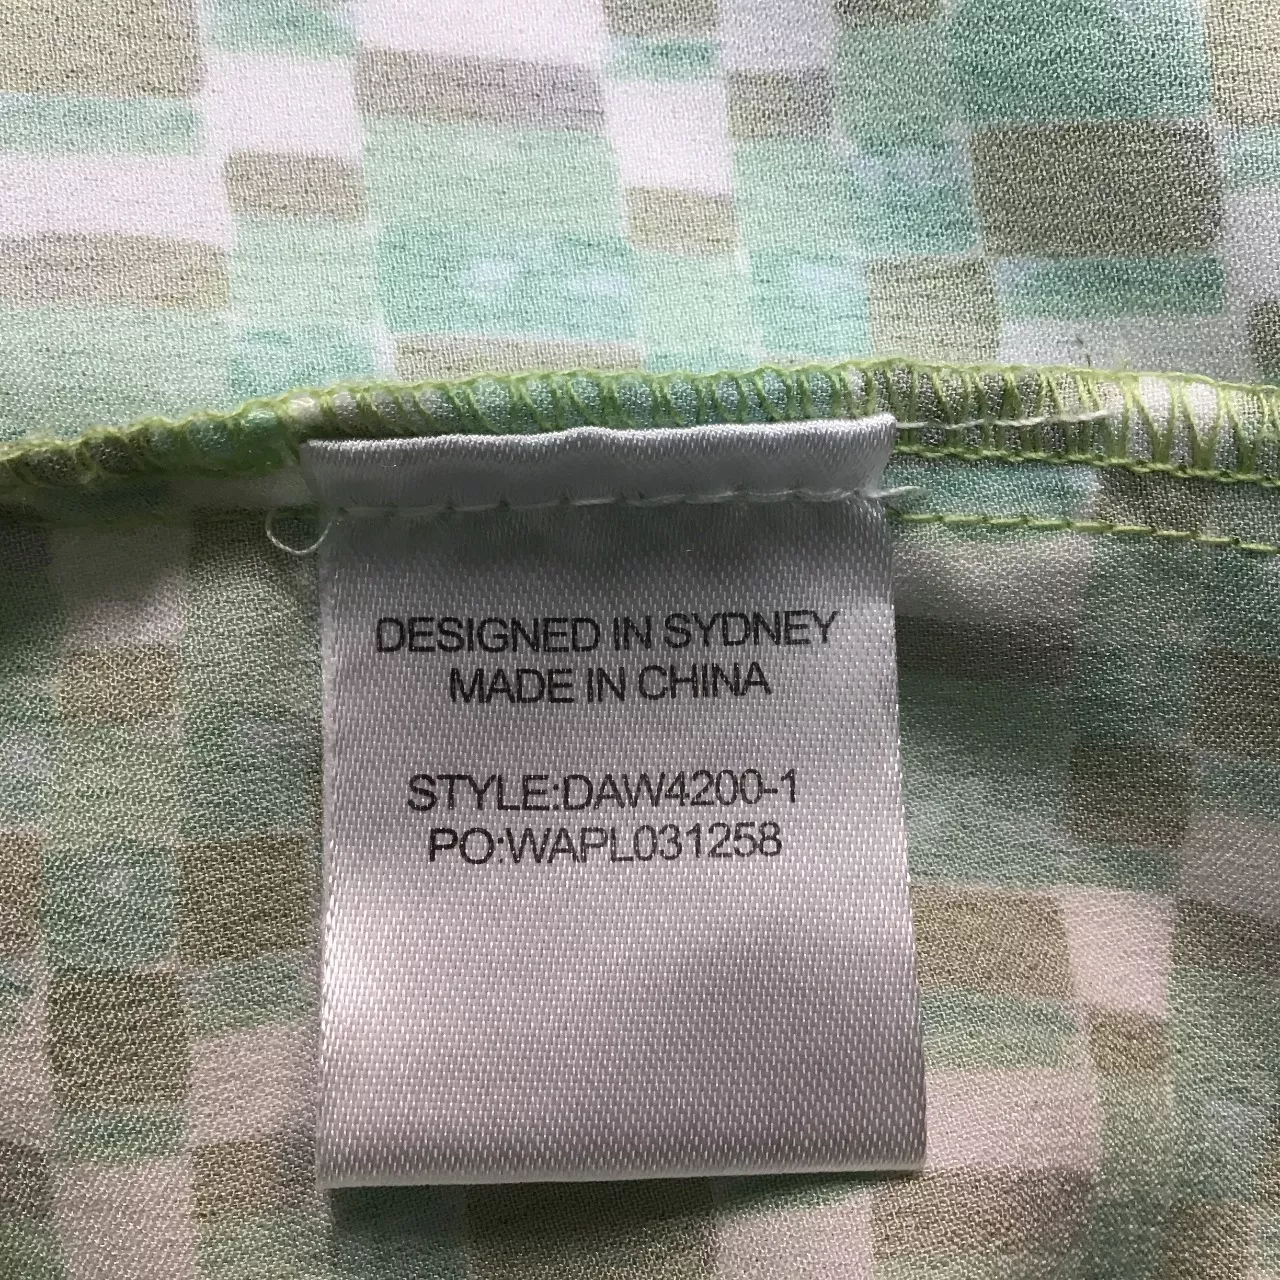 DESIGNED IN SYDNEY
MADE IN CHINA
STYLE:DAW4200-1
PO:WAPL031258